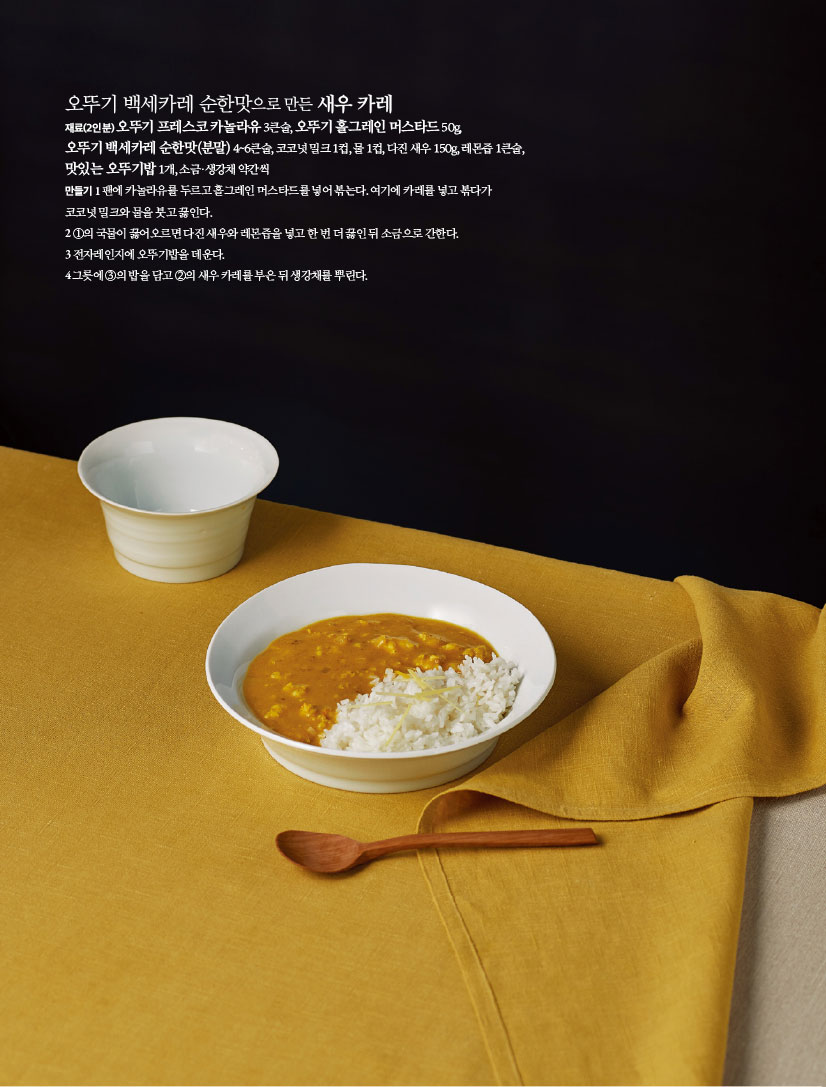 오뚜기 백세카레 순한맛으로 만든 새우 카레
재료(2인분) 오뚜기 프레스코 카놀라유 3큰술, 오뚜기 홀그레인 머스타드 50g,
오뚜기 백세카레 순한맛(분말) 4~6큰술, 코코넛 밀크 1컵, 물 1컵, 다진 새우 150g, 레몬즙 1큰술,
맛있는 오뚜기밥 1개, 소금·생강채 약간씩
만들기 1 팬에 카놀라유를 두르고 홀그레인 머스타드를 넣어 볶는다. 여기에 카레를 넣고 볶다가
코코넛 밀크와 물을 붓고 끓인다.
2 ①의 국물이 끓어오르면 다진 새우와 레몬즙을 넣고 한 번 더 끓인 뒤 소금으로 간한다.
3 전자레인지에 오뚜기밥을 데운다.
4 그릇에 ③의 밥을 담고 ②의 새우 카레를 부은 뒤 생강채를 뿌린다.